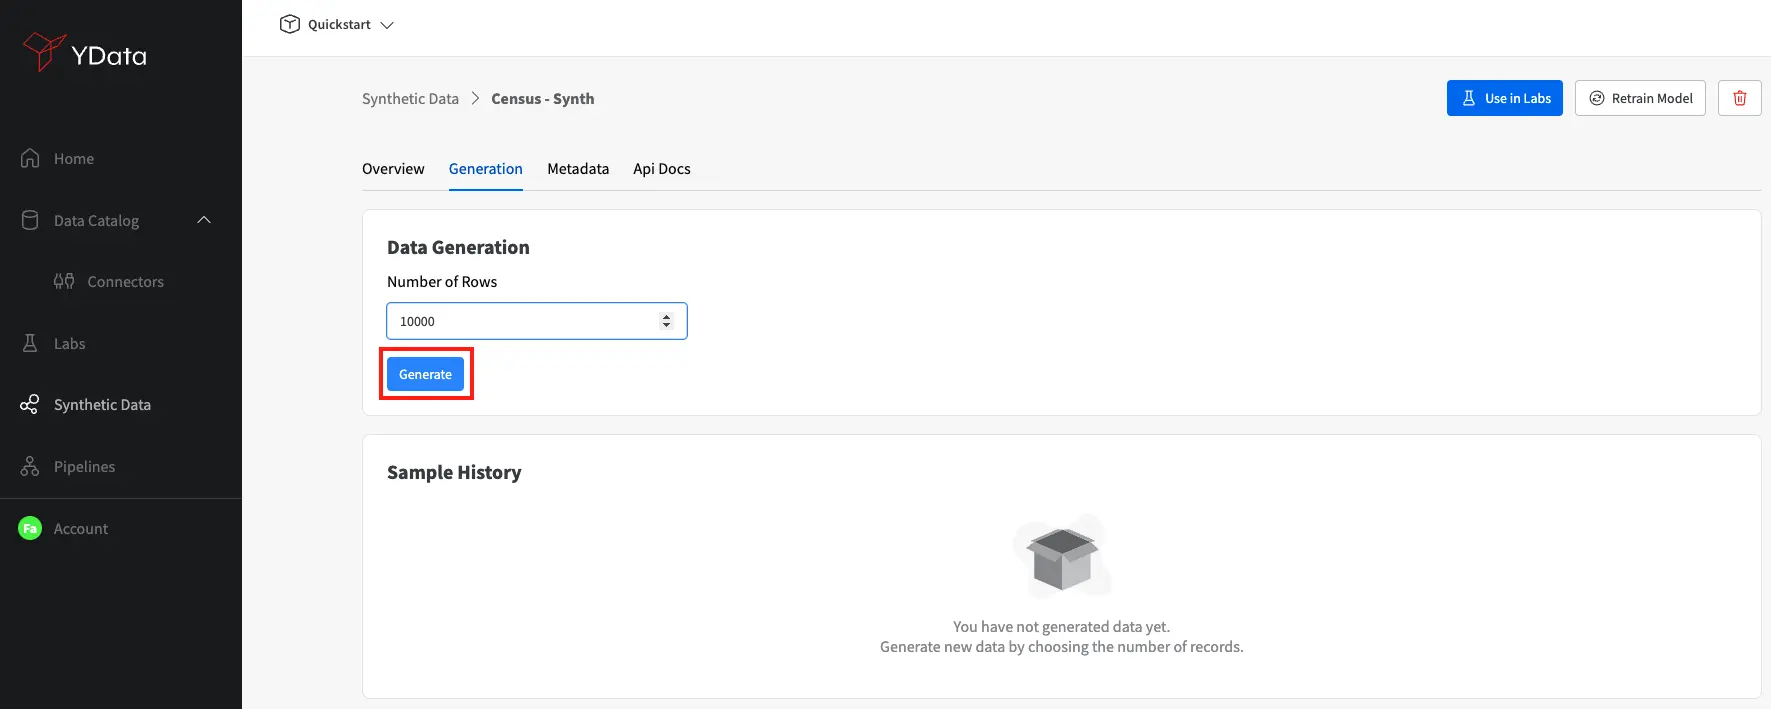 YData
Quickstart
Home
Data Catalog
Connectors
Labs
Synthetic Data
Pipelines
Fa Account
Synthetic Data > Census - Synth
Use in Labs
Retrain Model
Overview Generation Metadata Api Docs
Data Generation
Number of Rows
10000
Generate
Sample History
You have not generated data yet.
Generate new data by choosing the number of records.